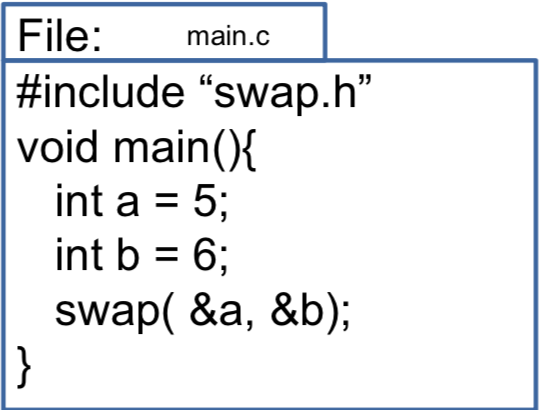 File: main.c
#include “swap.h”
void main(){
int a = 5;
int b = 6;
swap( &a, &b);
}